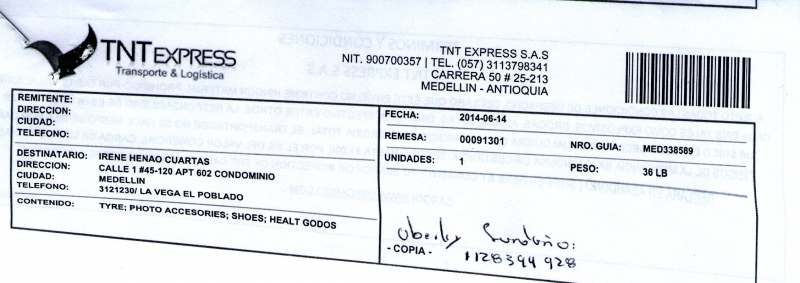 TNT EXPRESS
Transporte & Logística
TNT EXPRESS S.A.S
NIT. 900700357 | TEL. (057) 3113798341
CARRERA 50 # 25-213
MEDELLIN - ANTIOQUIA
REMITENTE:
DIRECCION:
CIUDAD:
TELEFONO:
DESTINATARIO: IRENE HENAO CUARTAS
DIRECCION: CALLE 1 #45-120 APT 602 CONDOMINIO
CIUDAD: MEDELLIN
TELEFONO: 3121230/ LA VEGA EL POBLADO
CONTENIDO: TYRE; PHOTO ACCESORIES; SHOES; HEALT GODOS
FECHA: 2014-06-14
REMESA: 00091301 NRO. GUIA: MED338589
UNIDADES: PESO: 36 LB
- COPIA -
1128394928